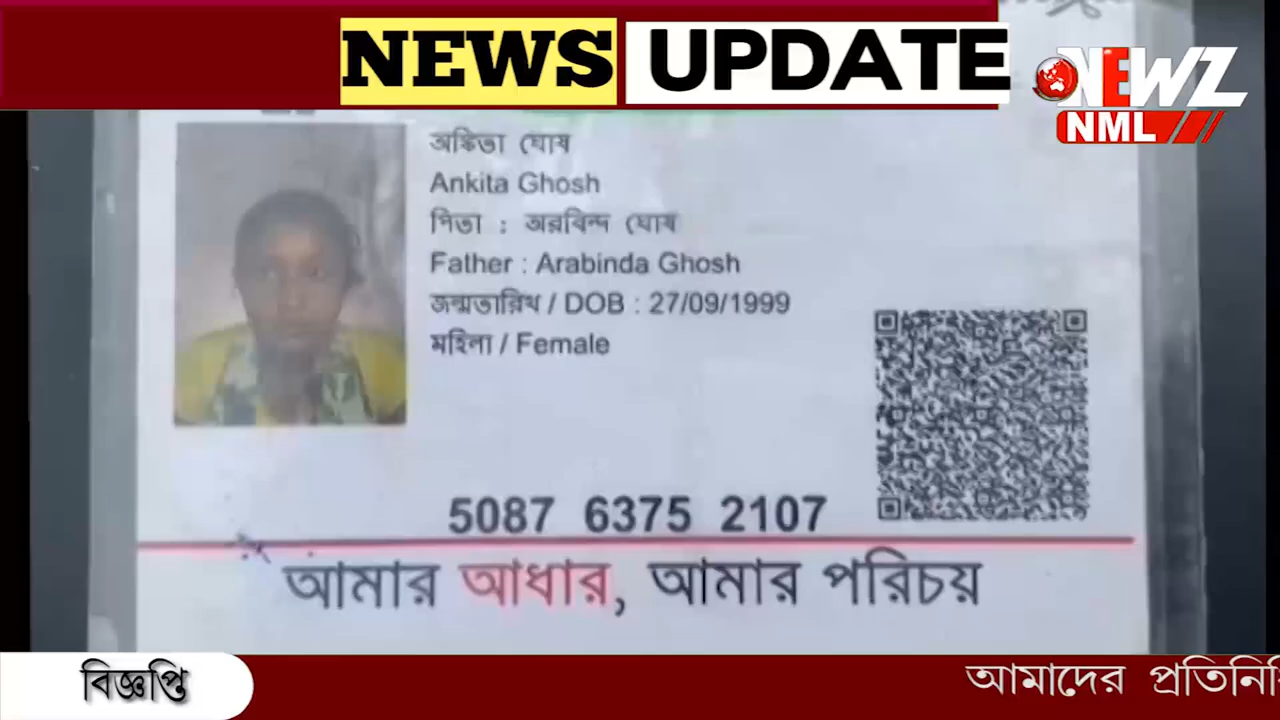 NEWS UPDATE
NEWZ
NML
অঙ্কিতা ঘোষ
Ankita Ghosh
পিতা : অরবিন্দ ঘোষ
Father : Arabinda Ghosh
জন্মতারিখ / DOB : 27/09/1999
মহিলা / Female
5087 6375 2107
আমার আধার, আমার পরিচয়
বিজ্ঞপ্তি
আমাদের